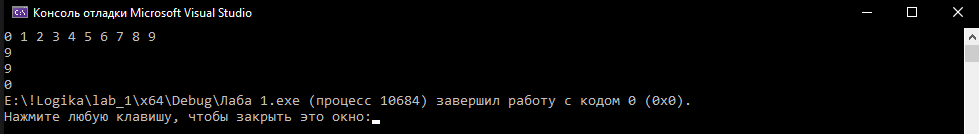 Консоль отладки Microsoft Visual Studio
0 1 2 3 4 5 6 7 8 9
9
9
0
E:\!Logika\lab_1\x64\Debug\Лаба 1.exe (процесс 10684) завершил работу с кодом 0 (0x0).
Нажмите любую клавишу, чтобы закрыть это окно: